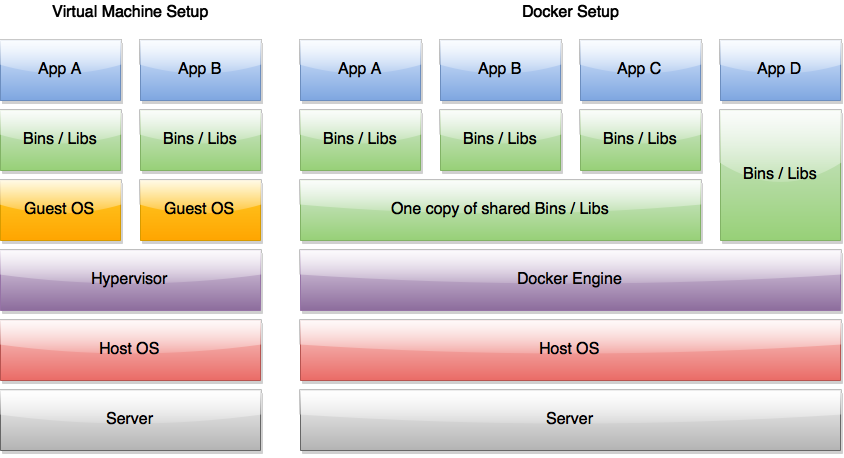 Virtual Machine Setup
App A
App B
Bins / Libs
Bins / Libs
Guest OS
Guest OS
Hypervisor
Host OS
Server
Docker Setup
App A
App B
App C
App D
Bins / Libs
Bins / Libs
Bins / Libs
Bins / Libs
One copy of shared Bins / Libs
Docker Engine
Host OS
Server